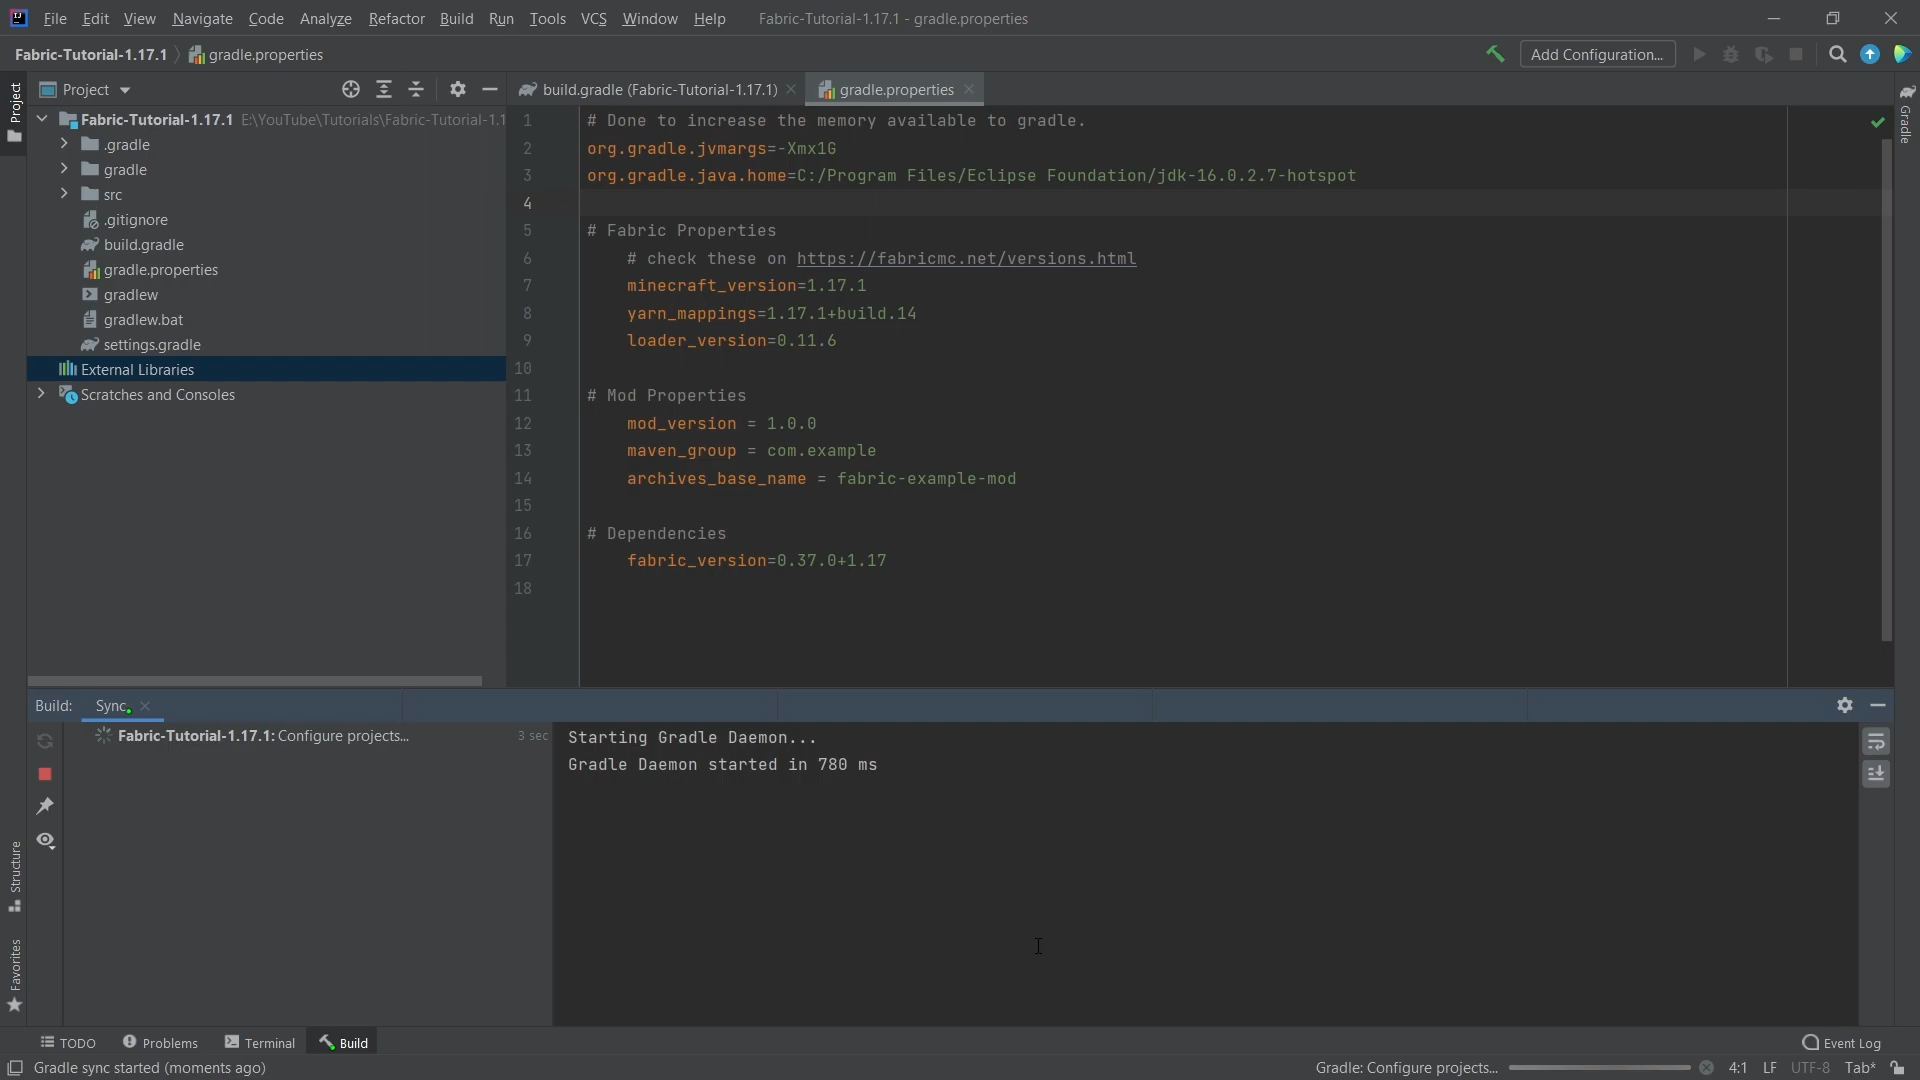 File Edit View Navigate Code Analyze Refactor Build Run Tools VCS Window Help Fabric-Tutorial-1.17.1 - gradle.properties
Fabric-Tutorial-1.17.1 gradle.properties Add Configuration...
Project
Project
build.gradle (Fabric-Tutorial-1.17.1)
gradle.properties
Gradle
Fabric-Tutorial-1.17.1 E:\YouTube\Tutorials\Fabric-Tutorial-1.1
.gradle
gradle
src
.gitignore
build.gradle
gradle.properties
gradlew
gradlew.bat
settings.gradle
External Libraries
Scratches and Consoles
1 # Done to increase the memory available to gradle.
2 org.gradle.jvmargs=-Xmx1G
3 org.gradle.java.home=C:/Program Files/Eclipse Foundation/jdk-16.0.2.7-hotspot
4
5 # Fabric Properties
6 # check these on https://fabricmc.net/versions.html
7 minecraft_version=1.17.1
8 yarn_mappings=1.17.1+build.14
9 loader_version=0.11.6
10
11 # Mod Properties
12 mod_version = 1.0.0
13 maven_group = com.example
14 archives_base_name = fabric-example-mod
15
16 # Dependencies
17 fabric_version=0.37.0+1.17
18
Build: Sync
Fabric-Tutorial-1.17.1: Configure projects... 3 sec
Starting Gradle Daemon...
Gradle Daemon started in 780 ms
Structure
Favorites
TODO Problems Terminal Build Event Log
Gradle sync started (moments ago) Gradle: Configure projects... 4:1 LF UTF-8 Tab*